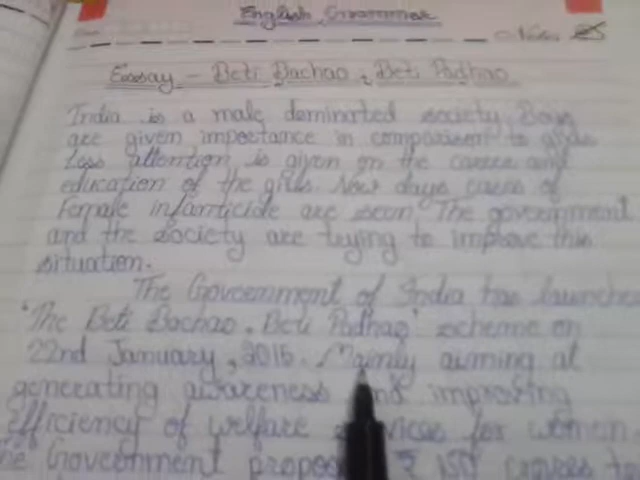 English Grammar
Notes
Essay - Beti Bachao, Beti Padhao
India is a male dominated society. Boys
are given importance in comparison to girls.
Less attention is given on the career and
education of the girls. Now days cases of
Female infanticide are seen. The government
and the society are trying to improve this
situation.
The Government of India has launched
'The Beti Bachao, Beti Padhao' scheme on
22nd January, 2015. Mainly aiming at
generating awareness and improving
efficiency of welfare services for women.
The Government ₹ 150 crores to